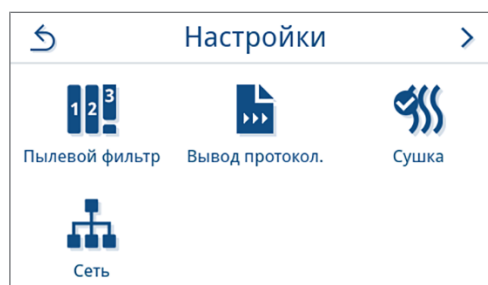 Настройки
1 2 3
Пылевой фильтр
Вывод протокол.
Сушка
Сеть